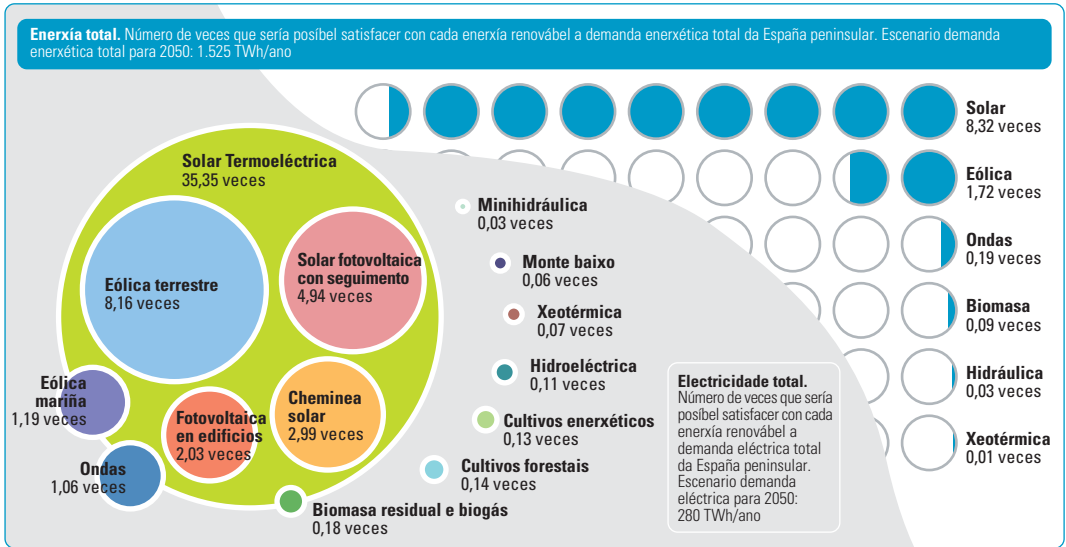 Enerxía total. Número de veces que sería posíbel satisfacer con cada enerxía renovábel a demanda enerxética total da España peninsular. Escenario demanda
enerxética total para 2050: 1.525 TWh/ano
Solar
8,32 veces
Eólica
1,72 veces
Ondas
0,19 veces
Biomasa
0,09 veces
Hidráulica
0,03 veces
Xeotérmica
0,01 veces
Solar Termoeléctrica
35,35 veces
Eólica terrestre
8,16 veces
Solar fotovoltaica
con seguimento
4,94 veces
Eólica
mariña
1,19 veces
Fotovoltaica
en edificios
2,03 veces
Cheminea
solar
2,99 veces
Ondas
1,06 veces
Biomasa residual e biogás
0,18 veces
Minihidráulica
0,03 veces
Monte baixo
0,06 veces
Xeotérmica
0,07 veces
Hidroeléctrica
0,11 veces
Cultivos enerxéticos
0,13 veces
Cultivos forestais
0,14 veces
Electricidade total.
Número de veces que sería
posíbel satisfacer con cada
enerxía renovábel a
demanda eléctrica total
da España peninsular.
Escenario demanda
eléctrica para 2050:
280 TWh/ano